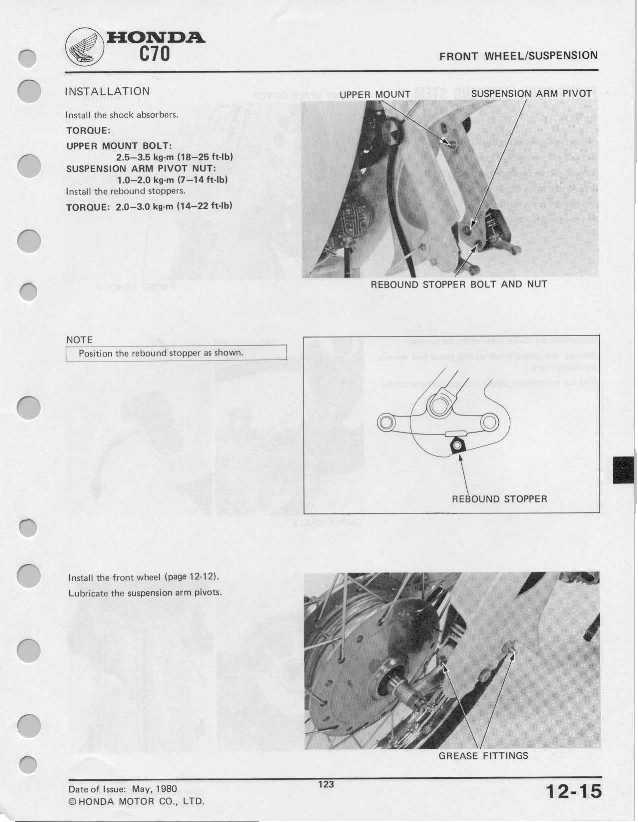 HONDA
C70
FRONT WHEEL/SUSPENSION
INSTALLATION
Install the shock absorbers.
TORQUE:
UPPER MOUNT BOLT:
2.5–3.5 kg-m (18–25 ft-lb)
SUSPENSION ARM PIVOT NUT:
1.0–2.0 kg-m (7–14 ft-lb)
Install the rebound stoppers.
TORQUE: 2.0–3.0 kg-m (14–22 ft-lb)
UPPER MOUNT
SUSPENSION ARM PIVOT
REBOUND STOPPER BOLT AND NUT
NOTE
Position the rebound stopper as shown.
REBOUND STOPPER
Install the front wheel (page 12-12).
Lubricate the suspension arm pivots.
GREASE FITTINGS
Date of Issue: May, 1980
© HONDA MOTOR CO., LTD.
123
12-15